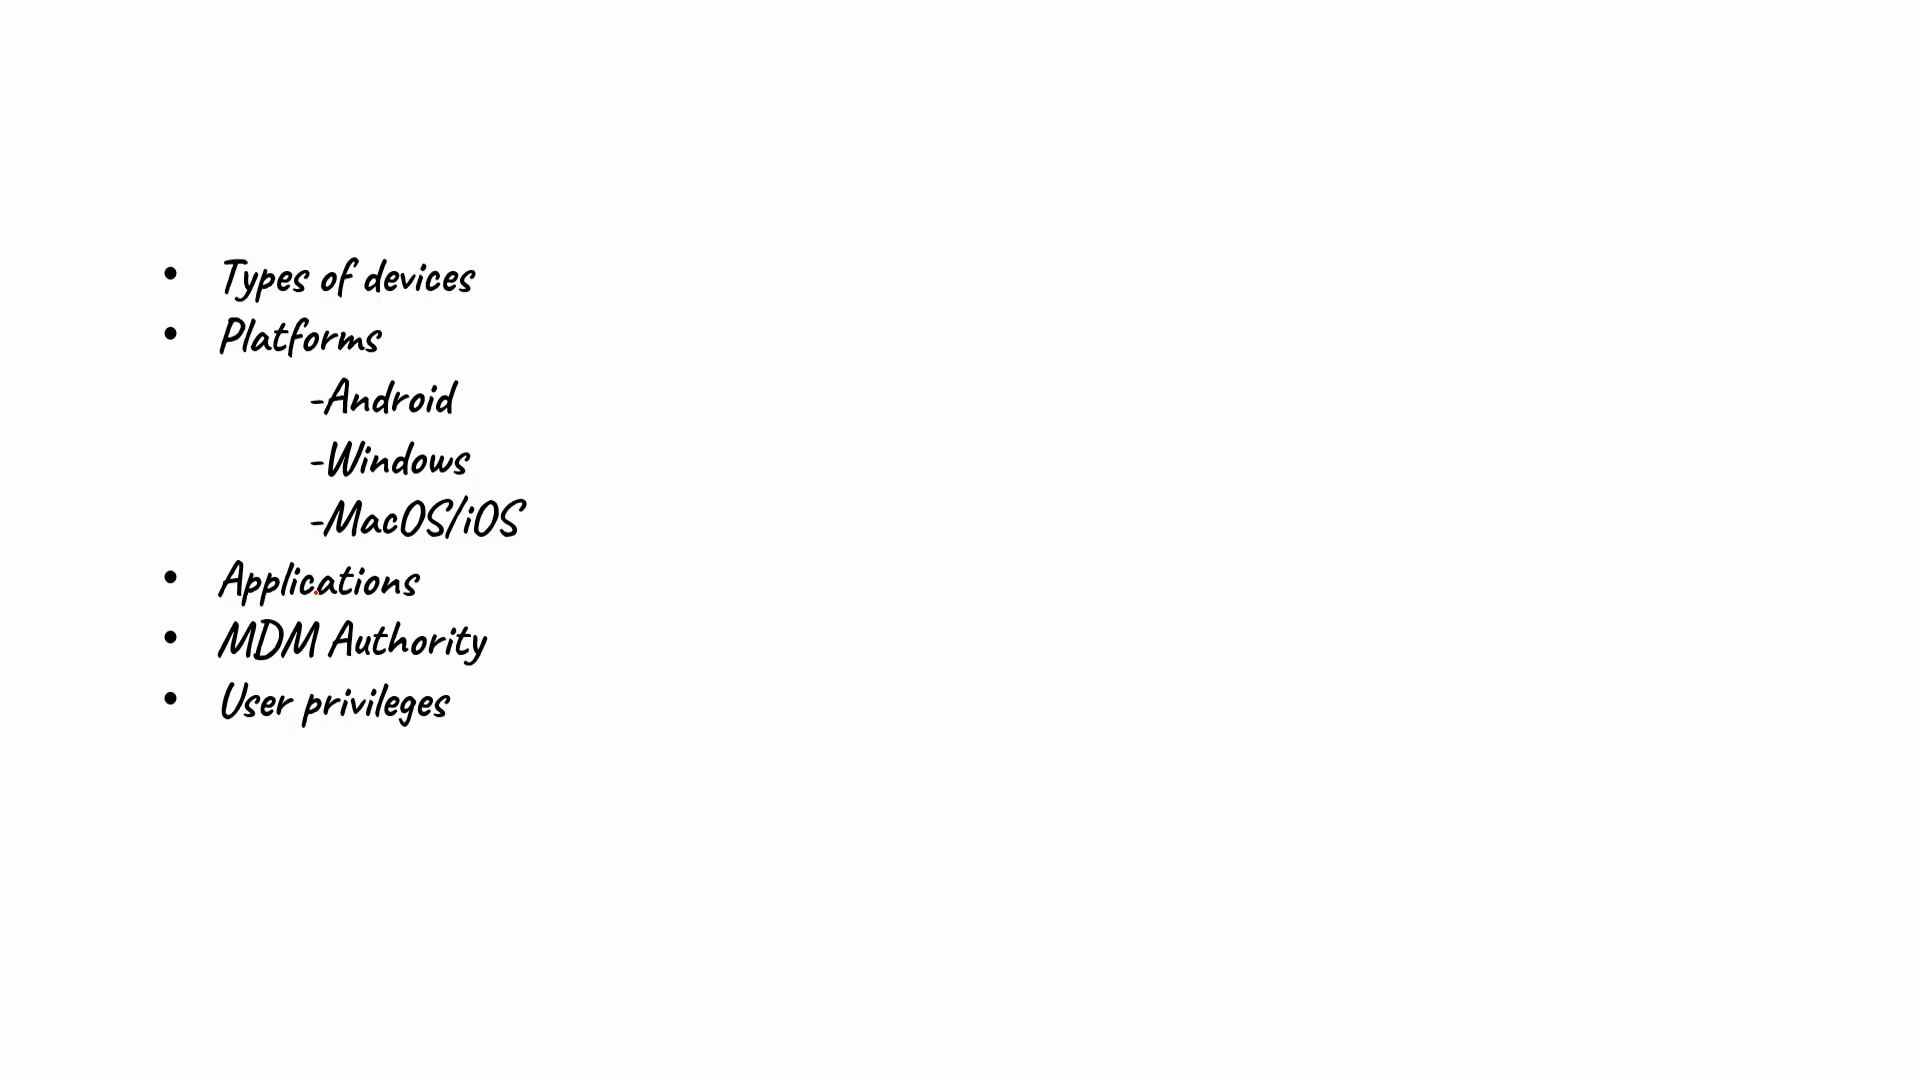 • Types of devices
• Platforms
-Android
-Windows
-MacOS/iOS
• Applications
• MDM Authority
• User privileges